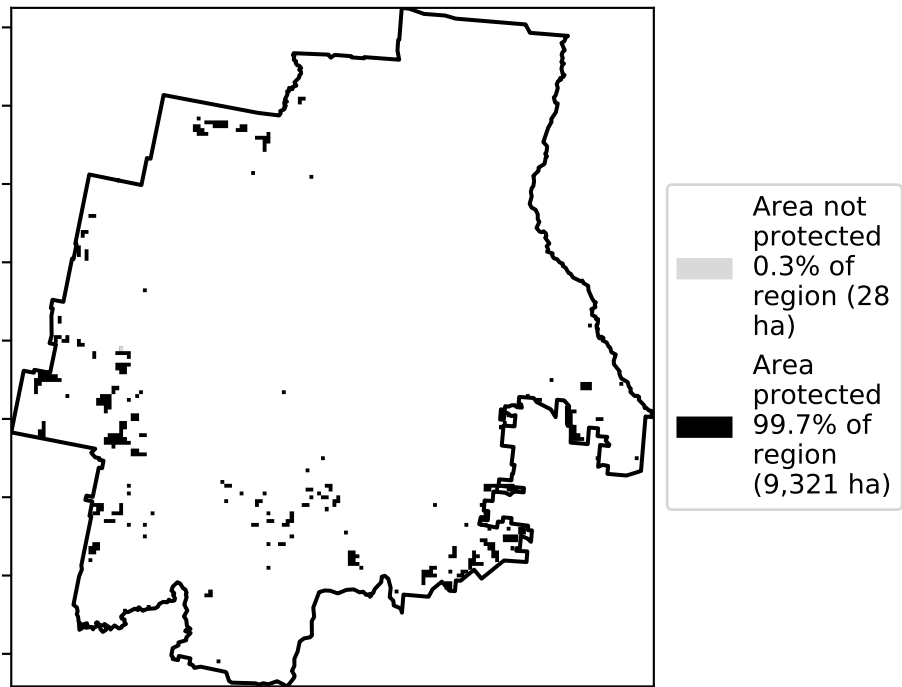 Area not
protected
0.3% of
region (28
ha)
Area
protected
99.7% of
region
(9,321 ha)